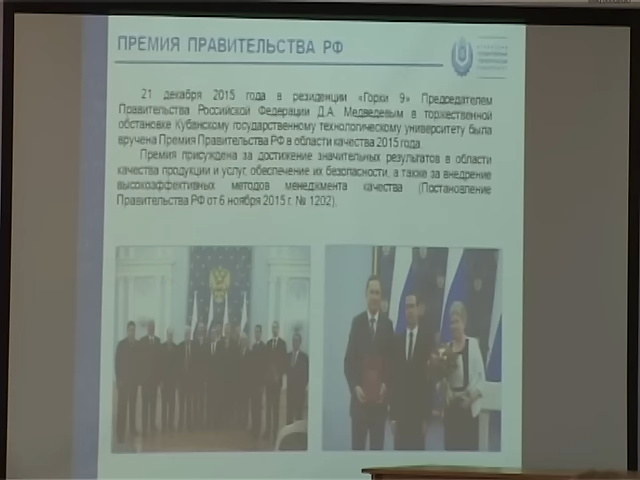 ПРЕМИЯ ПРАВИТЕЛЬСТВА РФ
21 декабря 2015 года в резиденции «Горки 9» Председателем
Правительства Российской Федерации Д.А. Медведевым в торжественной
обстановке Кубанскому государственному технологическому университету была
вручена Премия Правительства РФ в области качества 2015 года.
Премия присуждена за достижение значительных результатов в области
качества продукции и услуг, обеспечение их безопасности, а также за внедрение
высокоэффективных методов менеджмента качества (Постановление
Правительства РФ от 6 ноября 2015 г. № 1202).